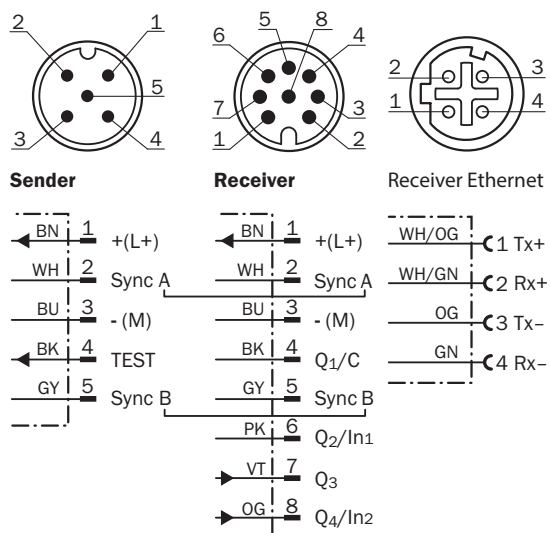 2 1
5
3 4
5 8
6 4
7 3
1 2
2 3
1 4
Sender
BN 1 +(L+)
WH 2 Sync A
BU 3 - (M)
BK 4 TEST
GY 5 Sync B
Receiver
BN 1 +(L+)
WH 2 Sync A
BU 3 - (M)
BK 4 Q1/C
GY 5 Sync B
PK 6 Q2/In1
VT 7 Q3
OG 8 Q4/In2
Receiver Ethernet
WH/OG 1 Tx+
WH/GN 2 Rx+
OG 3 Tx–
GN 4 Rx–